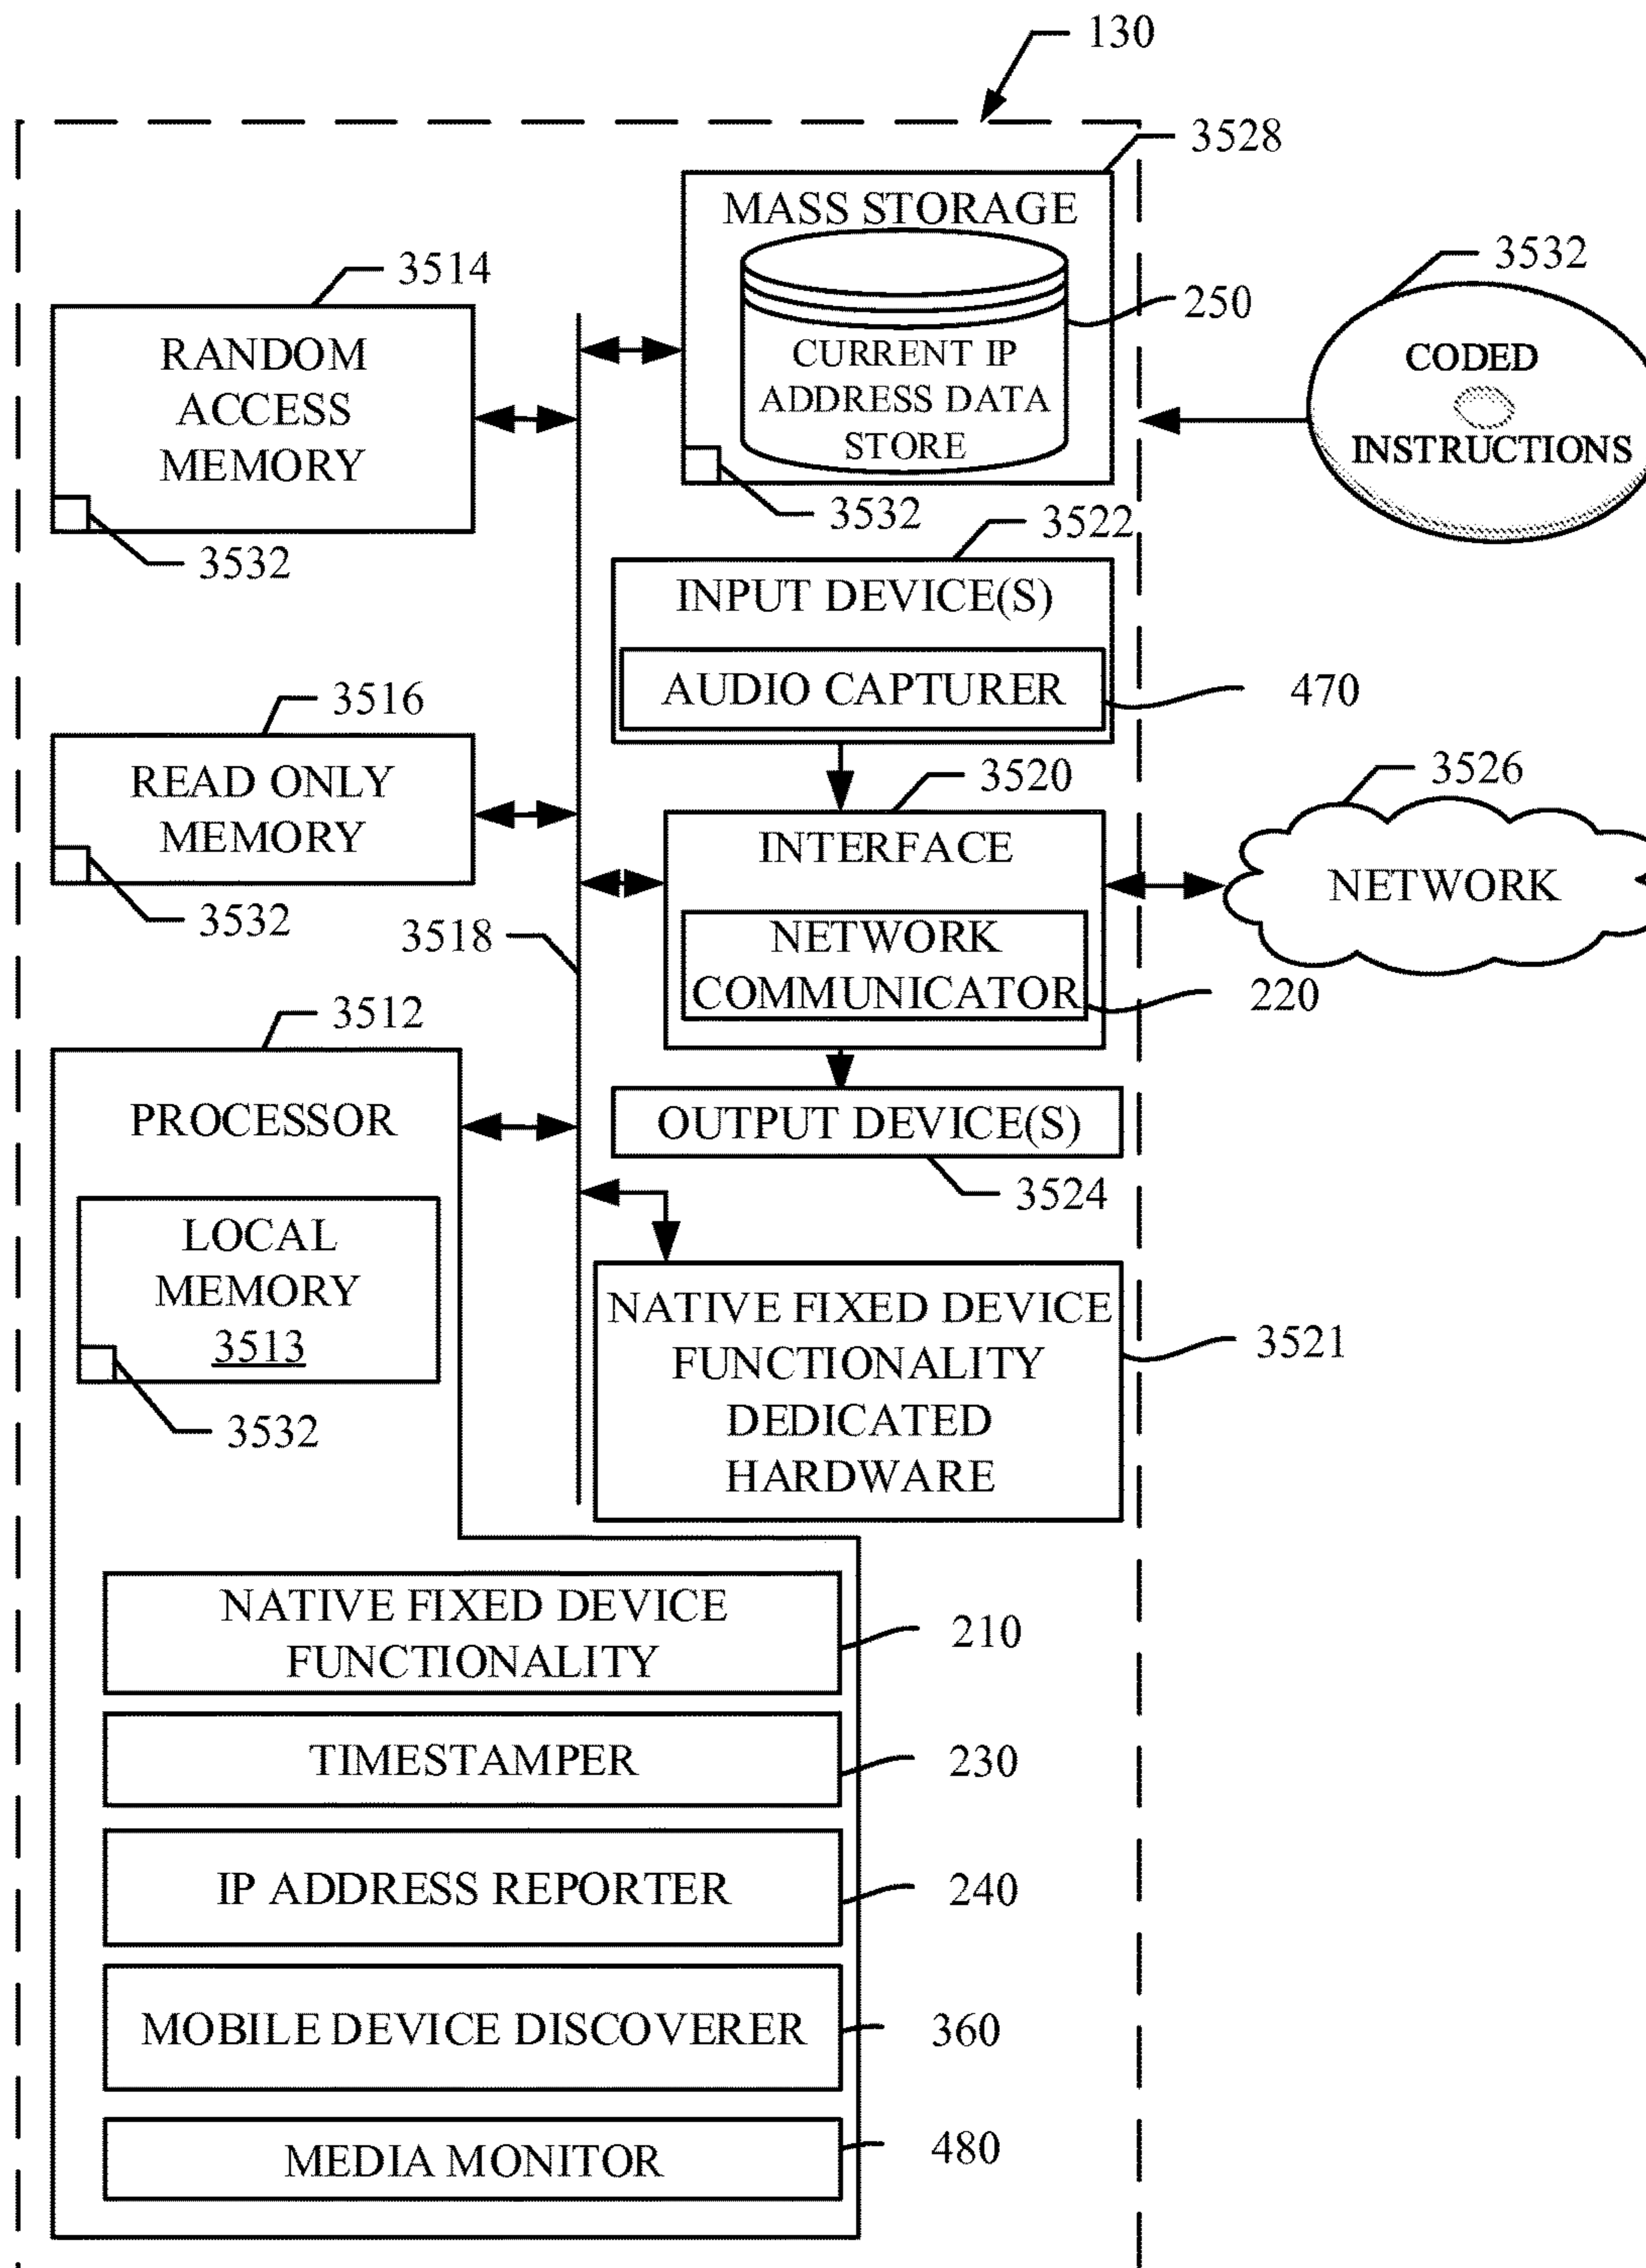 130
3528
MASS STORAGE
3514
3532
250
RANDOM
ACCESS
MEMORY
CURRENT IP
ADDRESS DATA
STORE
CODED
INSTRUCTIONS
3532
3532
3522
INPUT DEVICE(S)
AUDIO CAPTURER
470
3516
READ ONLY
MEMORY
3520
3526
INTERFACE
NETWORK
3532
3518
NETWORK
COMMUNICATOR
220
3512
PROCESSOR
OUTPUT DEVICE(S)
3524
LOCAL
MEMORY
3513
3532
NATIVE FIXED DEVICE
FUNCTIONALITY
DEDICATED
HARDWARE
3521
NATIVE FIXED DEVICE
FUNCTIONALITY
210
TIMESTAMPER
230
IP ADDRESS REPORTER
240
MOBILE DEVICE DISCOVERER
360
MEDIA MONITOR
480